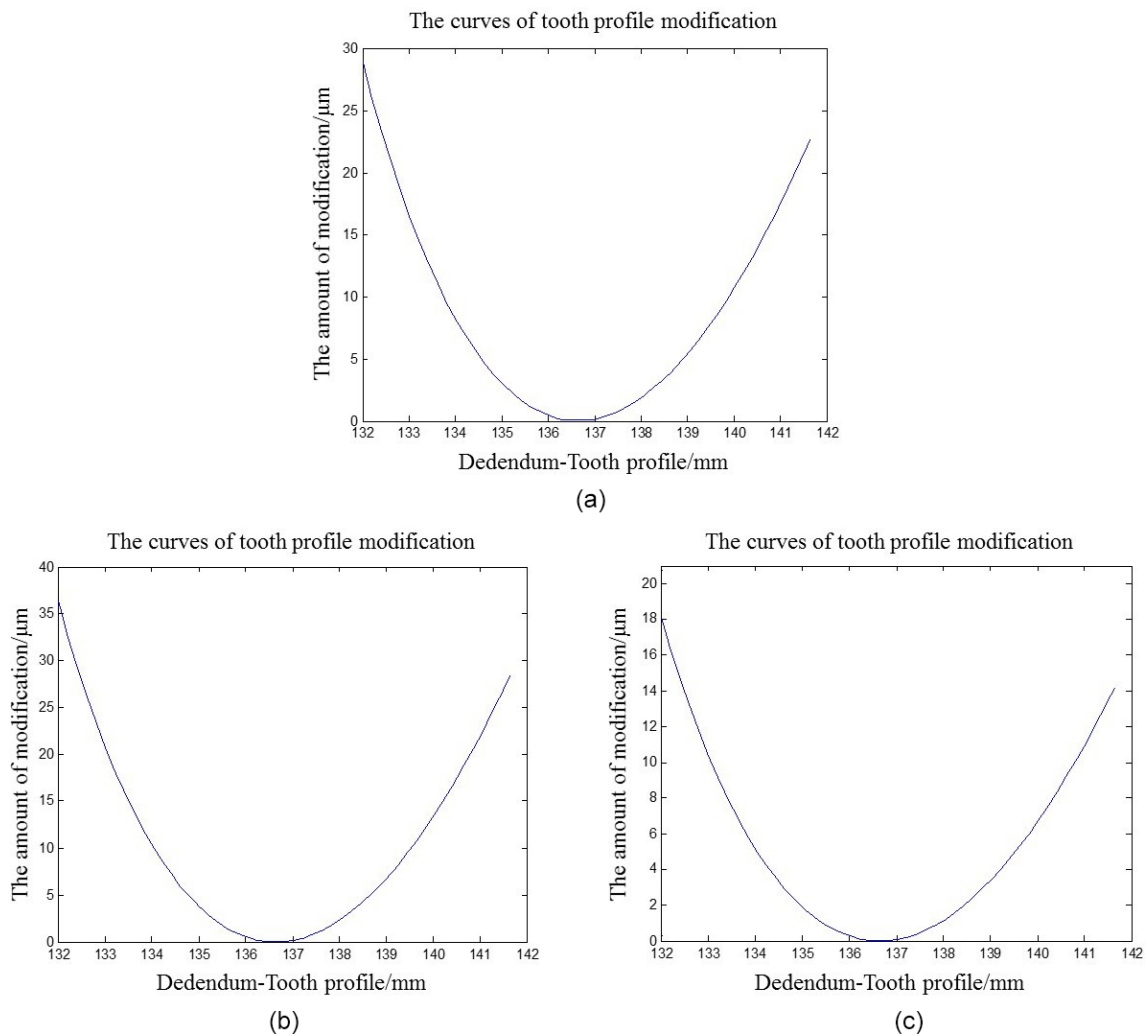 The curves of tooth profile modification
30
25
20
15
10
5
0
The amount of modification/μm
132 133 134 135 136 137 138 139 140 141 142
Dedendum-Tooth profile/mm
(a)
The curves of tooth profile modification
40
35
30
25
20
15
10
5
0
The amount of modification/μm
132 133 134 135 136 137 138 139 140 141 142
Dedendum-Tooth profile/mm
(b)
The curves of tooth profile modification
20
18
16
14
12
10
8
6
4
2
0
The amount of modification/μm
132 133 134 135 136 137 138 139 140 141 142
Dedendum-Tooth profile/mm
(c)